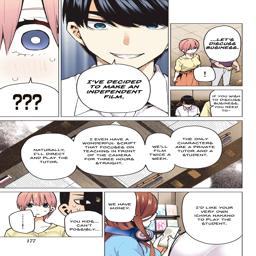 ...LET'S
DISCUSS
BUSINESS.
I'VE DECIDED
TO MAKE AN
INDEPENDENT
FILM.
???
IF YOU WISH
TO DISCUSS
BUSINESS,
YOU NEED
TO--
THE ONLY
CHARACTERS
ARE A PRIVATE
TUTOR AND A
STUDENT.
WE'LL
FILM
TWICE A
WEEK.
I EVEN HAVE A
WONDERFUL SCRIPT
THAT FOCUSES ON
TEACHING IN FRONT
OF THE CAMERA
FOR THREE HOURS
STRAIGHT.
NATURALLY,
I'LL DIRECT
AND PLAY THE
TUTOR.
I'D LIKE YOUR
VERY OWN
ICHIKA NAKANO
TO PLAY THE
STUDENT.
WE HAVE
MONEY.
YOU KIDS...
CAN'T
POSSIBLY...
177